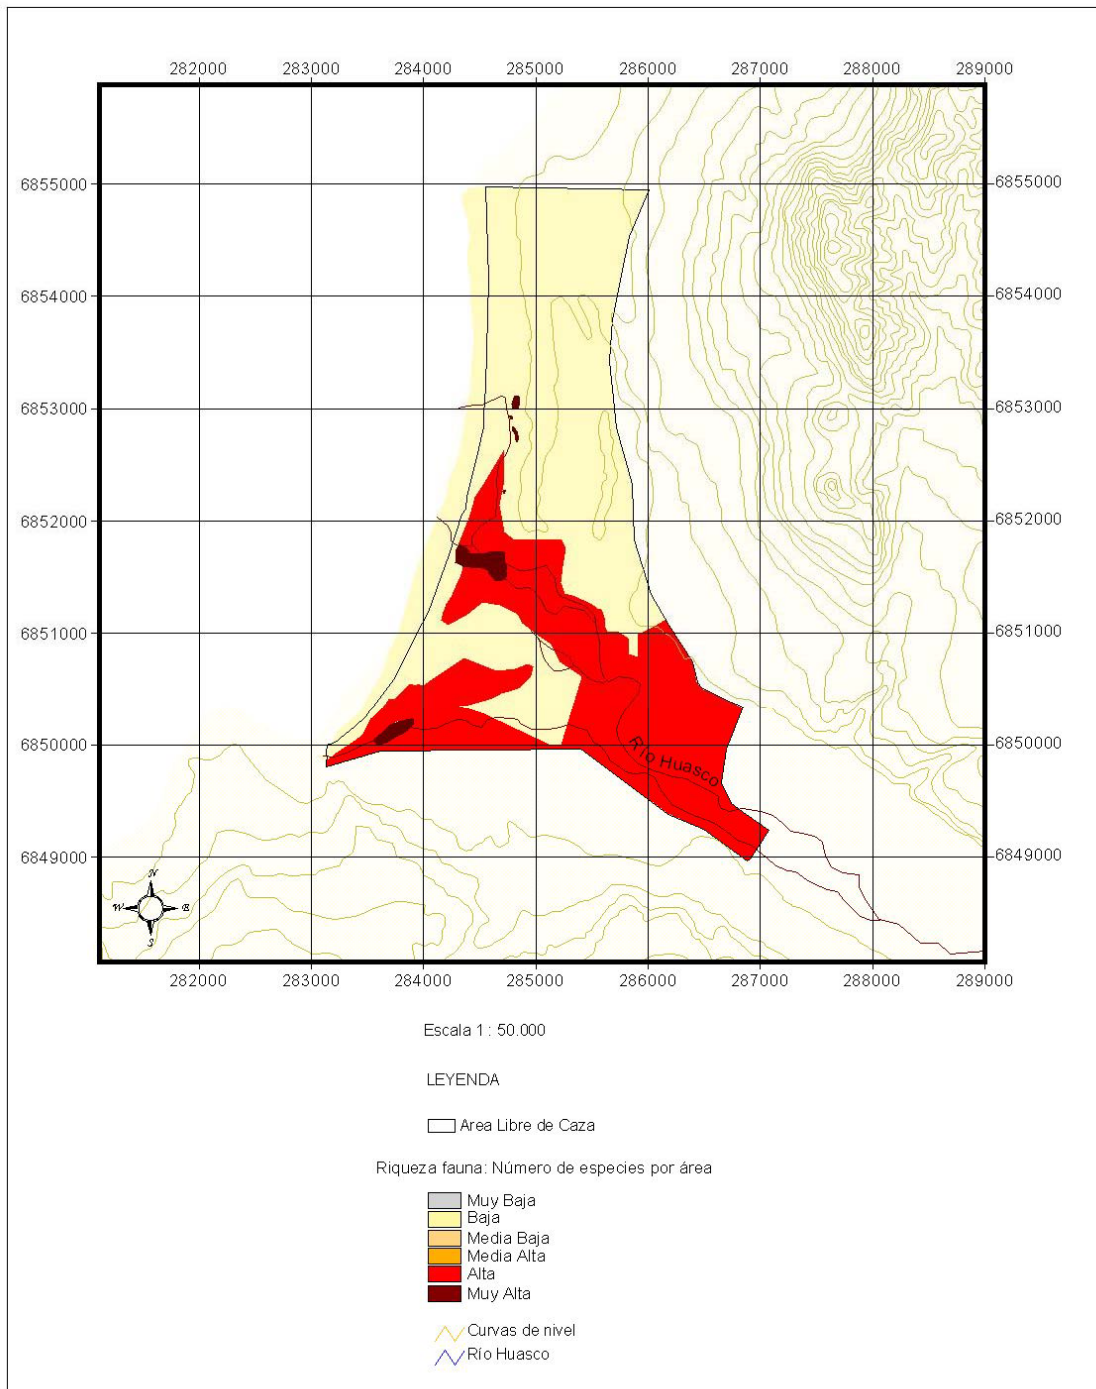 282000 283000 284000 285000 286000 287000 288000 289000
6855000 6855000
6854000 6854000
6853000 6853000
6852000 6852000
6851000 6851000
6850000 6850000
Río Huasco
6849000 6849000
N
W E
S
282000 283000 284000 285000 286000 287000 288000 289000
Escala 1 : 50.000
LEYENDA
Area Libre de Caza
Riqueza fauna: Número de especies por área
Muy Baja
Baja
Media Baja
Media Alta
Alta
Muy Alta
Curvas de nivel
Río Huasco